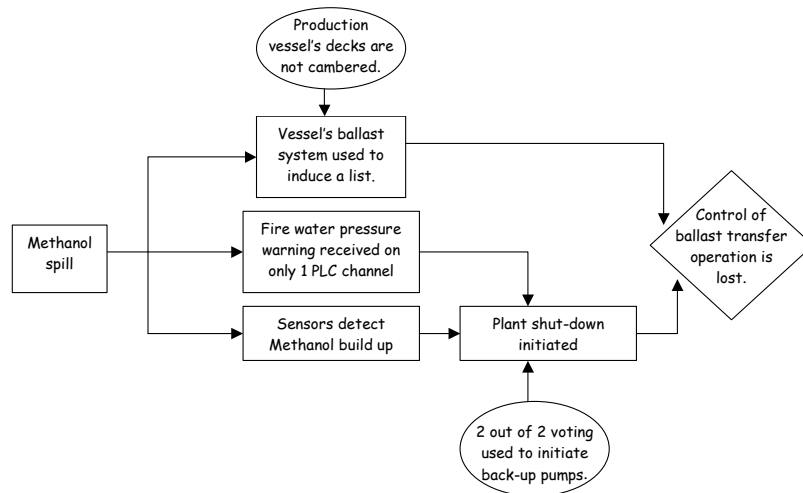 Production
vessel's decks are
not cambered.
Vessel's ballast
system used to
induce a list.
Methanol
spill
Fire water pressure
warning received on
only 1 PLC channel
Control of
ballast transfer
operation is
lost.
Sensors detect
Methanol build up
Plant shut-down
initiated
2 out of 2 voting
used to initiate
back-up pumps.